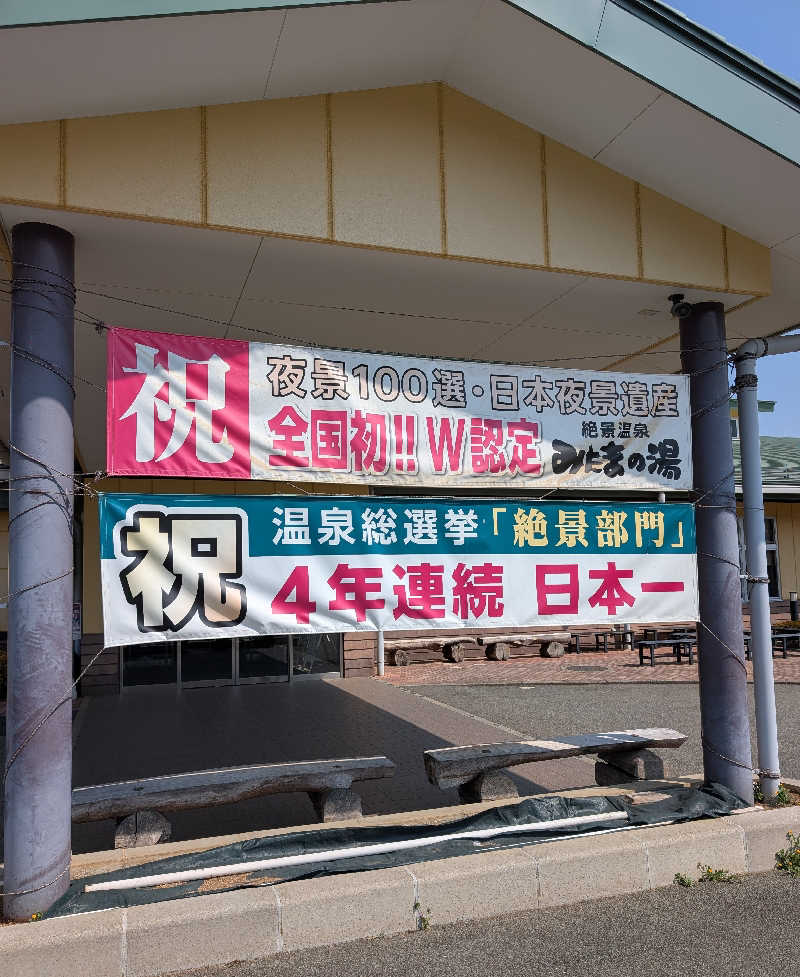 祝
夜景100選・日本夜景遺産
全国初!! W認定
絶景温泉
みたまの湯
祝
温泉総選挙「絶景部門」
4年連続 日本一